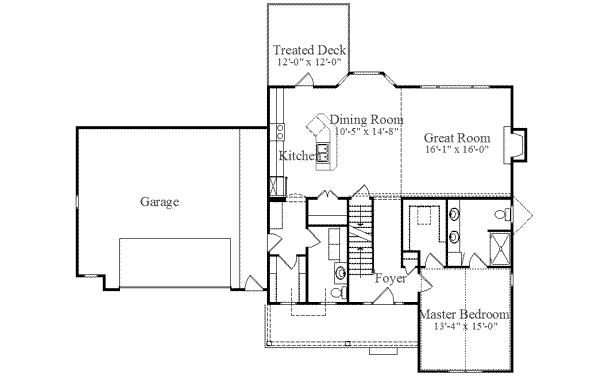 Treated Deck
12'-0" x 12'-0"
Dining Room
10'-5" x 14'-8"
Great Room
16'-1" x 16'-0"
Kitchen
Garage
Foyer
Master Bedroom
13'-4" x 15'-0"